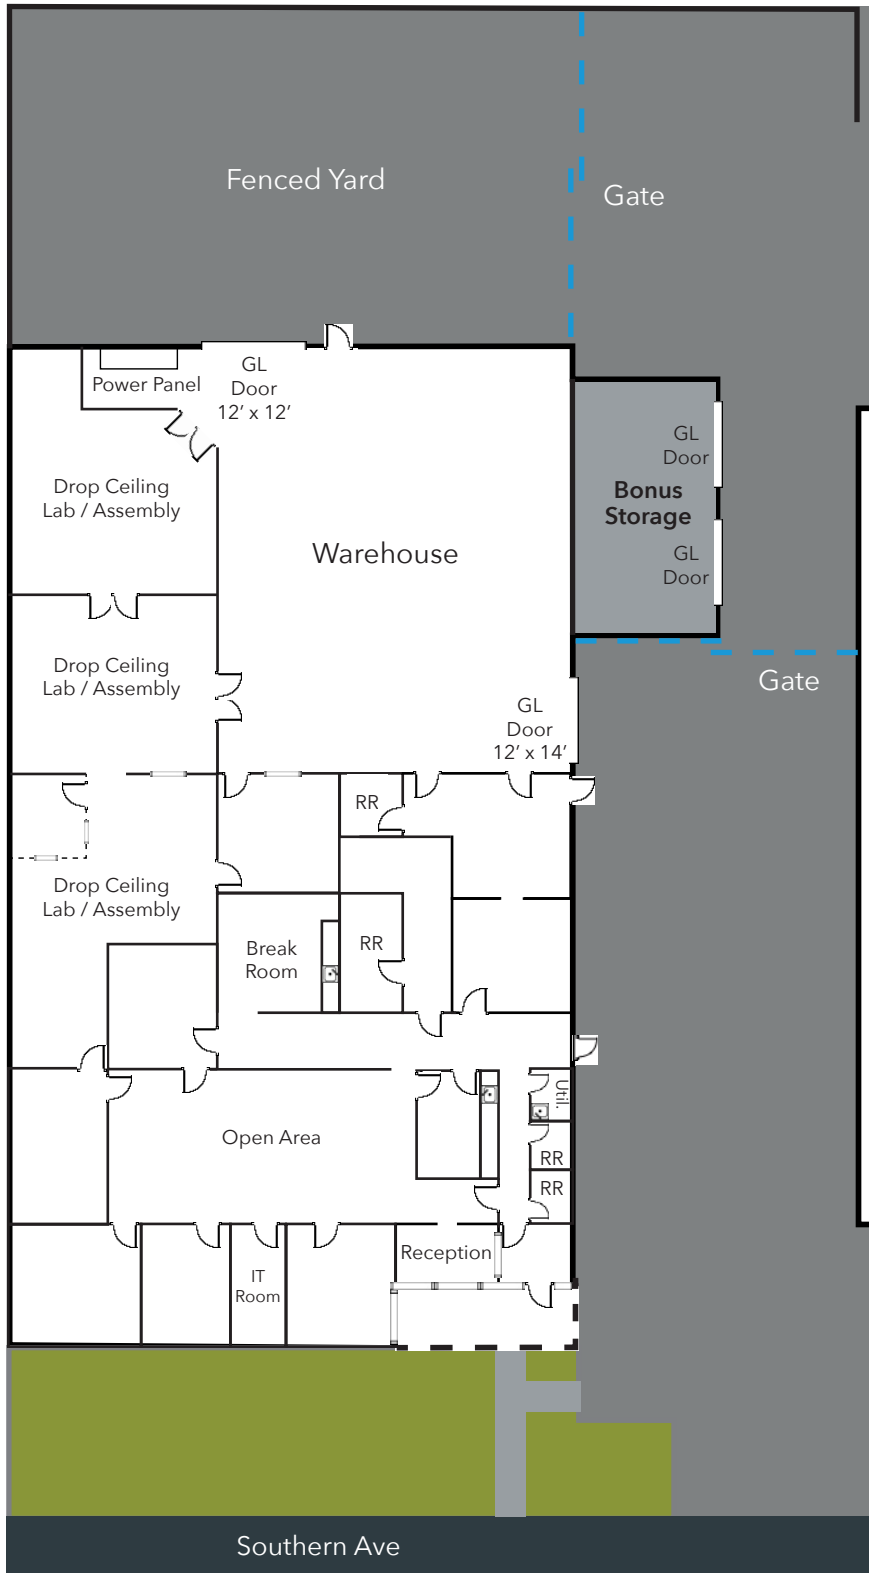 Fenced Yard
Gate
GL
Door
12’ x 12’
Power Panel
GL
Door
Bonus
Storage
GL
Door
Drop Ceiling
Lab / Assembly
Warehouse
Drop Ceiling
Lab / Assembly
Gate
GL
Door
12’ x 14’
RR
Drop Ceiling
Lab / Assembly
Break
Room
RR
Util.
Open Area
RR
RR
Reception
IT
Room
Southern Ave